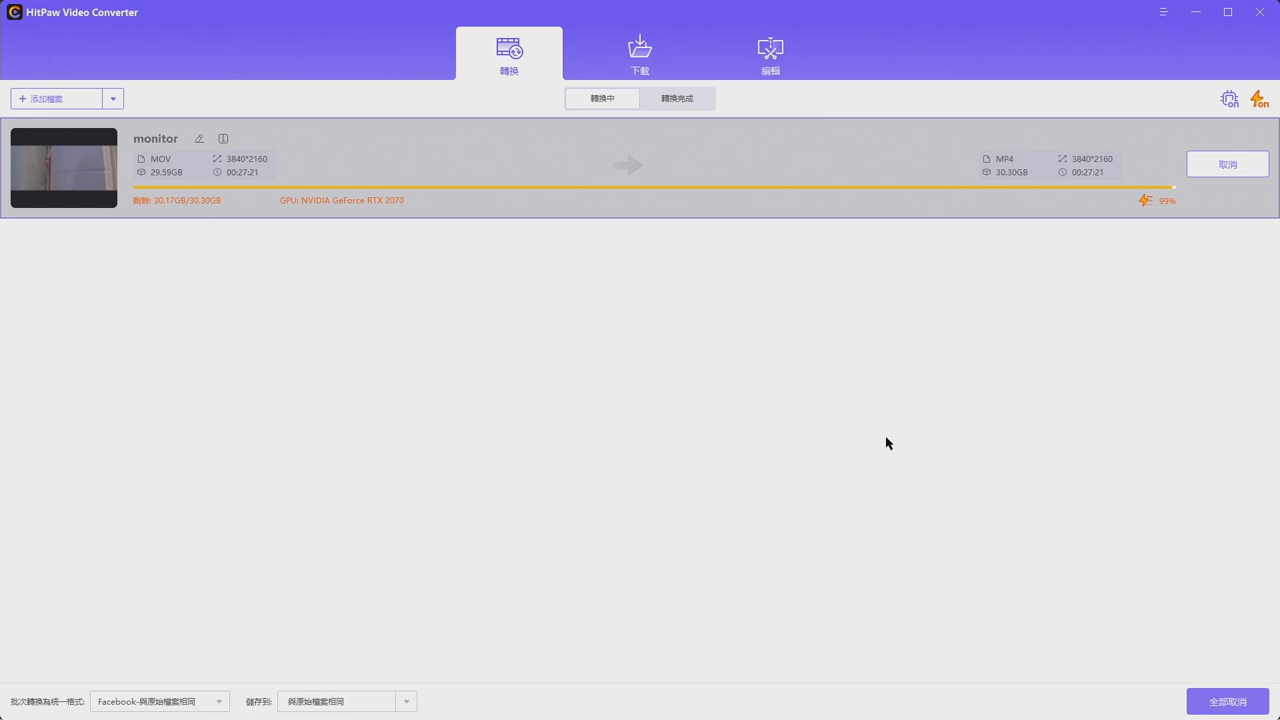 HitPaw Video Converter
轉換
下載
編輯
添加檔案
轉換中
轉換完成
on
on
monitor
MOV
3840*2160
29.59GB
00:27:21
MP4
3840*2160
30.30GB
00:27:21
取消
剩餘: 30.17GB/30.30GB
GPU: NVIDIA GeForce RTX 2070
99%
批次轉換為統一格式:
Facebook-與原始檔案相同
儲存到:
與原始檔案相同
全部取消